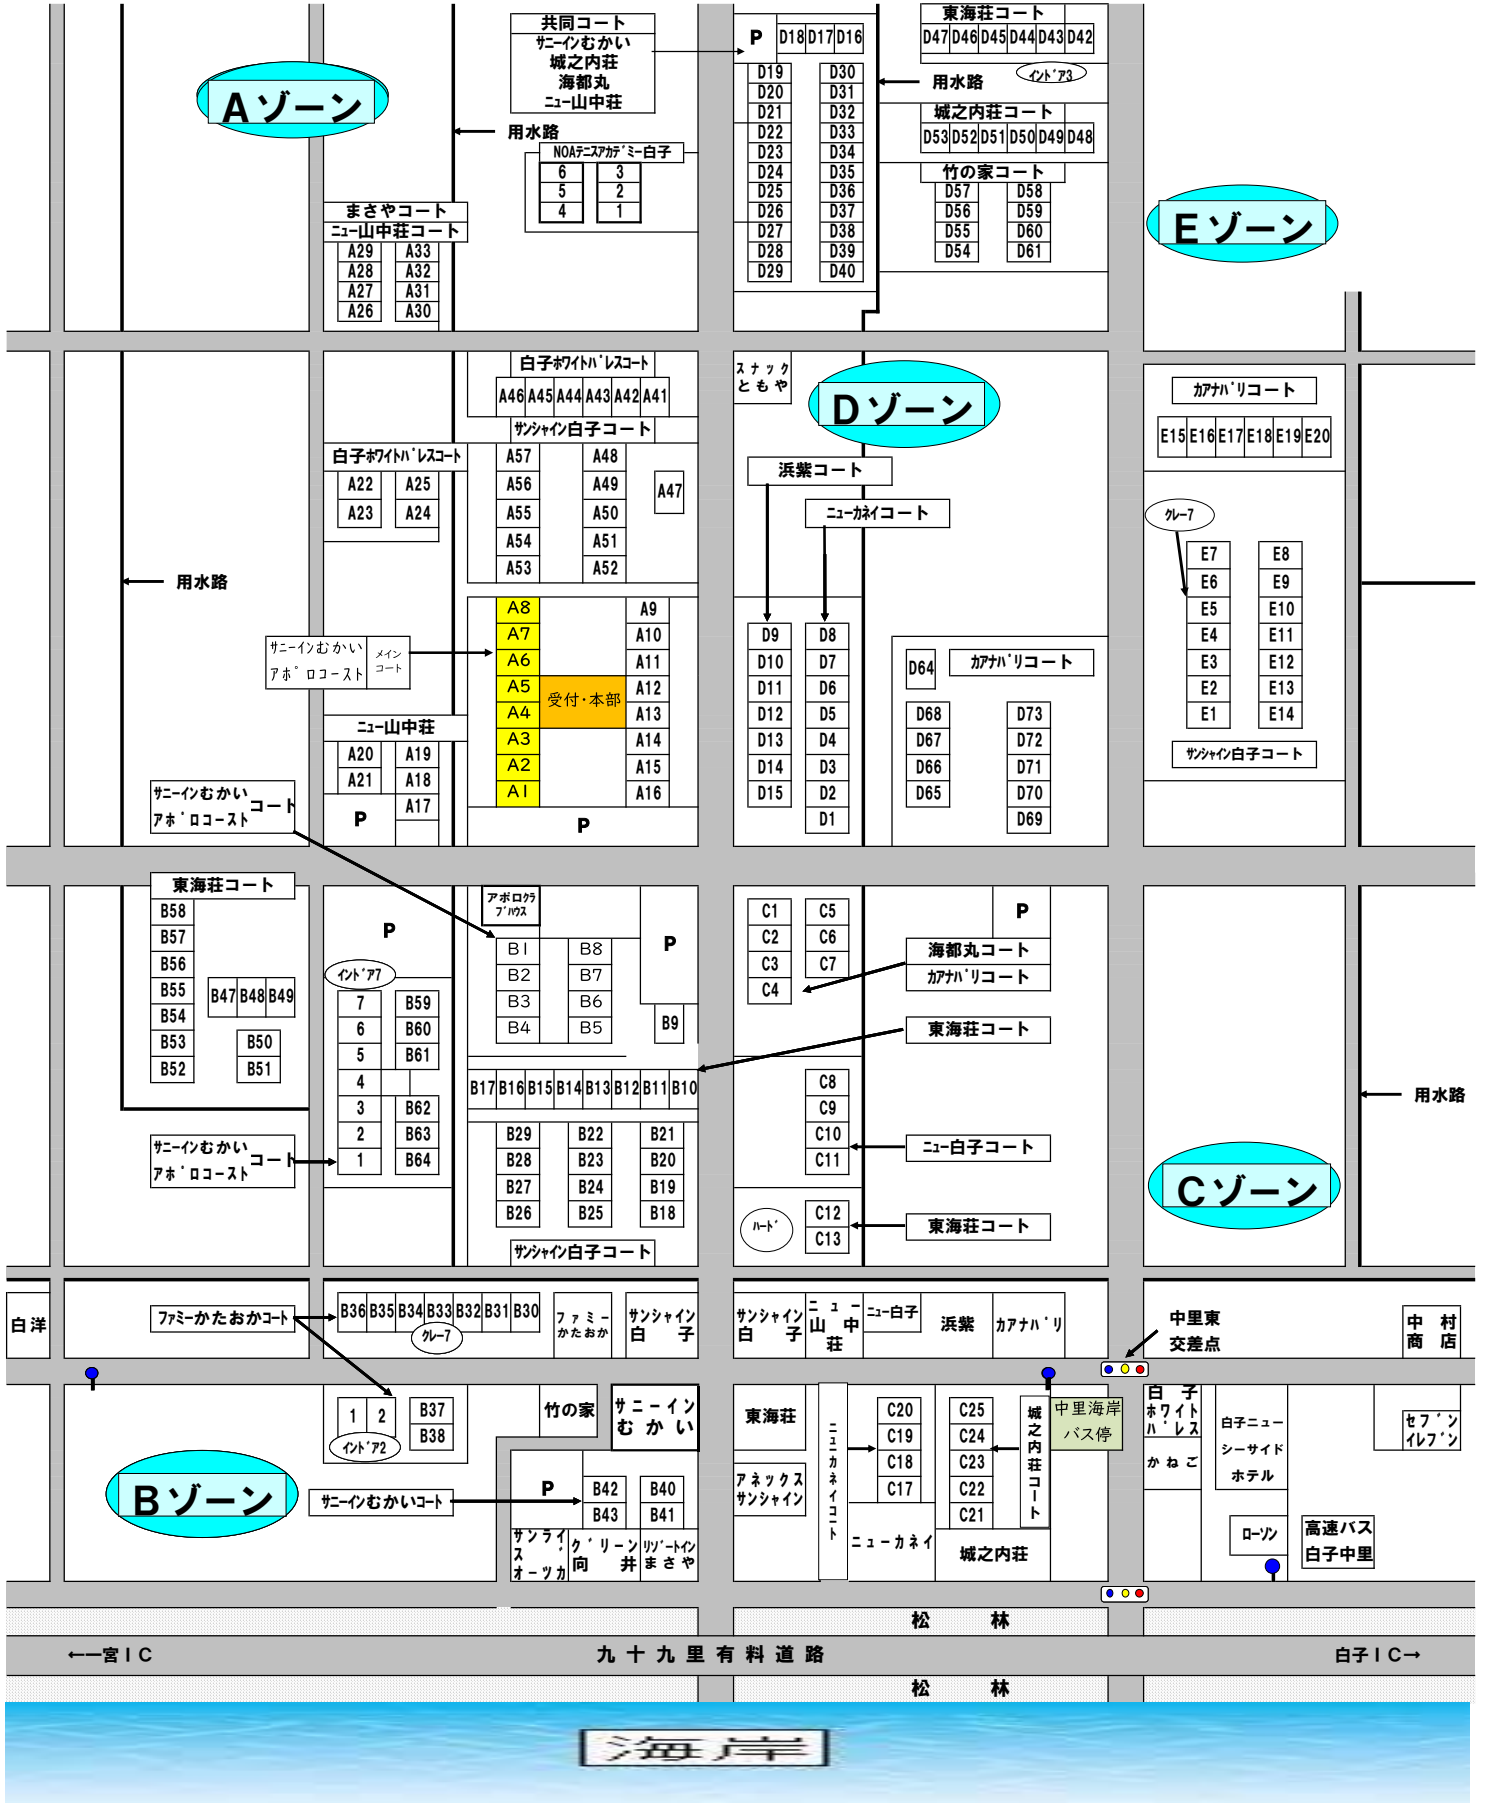 共同コート
サニーインむかい
城之内荘
海都丸
ニュー山中荘
P
D18 D17 D16
東海荘コート
D47 D46 D45 D44 D43 D42
インドア3
Aゾーン
用水路
用水路
D19 D30
D20 D31
D21 D32
D22 D33
D23 D34
D24 D35
D25 D36
D26 D37
D27 D38
D28 D39
D29 D40
城之内荘コート
D53 D52 D51 D50 D49 D48
竹の家コート
D57 D58
D56 D59
D55 D60
D54 D61
NOAテニスアカデミー白子
6 3
5 2
4 1
まさやコート
ニュー山中荘コート
A29 A33
A28 A32
A27 A31
A26 A30
Eゾーン
白子ホワイトパレスコート
A46 A45 A44 A43 A42 A41
サンシャイン白子コート
A57 A48
A56 A49
A55 A50
A54 A51
A53 A52
A47
白子ホワイトパレスコート
A22 A25
A23 A24
用水路
スナック
ともや
Dゾーン
浜紫コート
ニューカネイコート
カアナパリコート
E15 E16 E17 E18 E19 E20
クレー7
E7 E8
E6 E9
E5 E10
E4 E11
E3 E12
E2 E13
E1 E14
サンシャイン白子コート
サニーインむかい
アポロコースト
メイン
コート
A8 A9
A7 A10
A6 A11
A5 A12
受付・本部
A4 A13
A3 A14
A2 A15
A1 A16
P
ニュー山中荘
A20 A19
A21 A18
A17
P
D9 D8
D10 D7
D11 D6
D12 D5
D13 D4
D14 D3
D15 D2
D1
D64
カアナパリコート
D68 D73
D67 D72
D66 D71
D65 D70
D69
サニーインむかい
アポロコースト
コート
東海荘コート
B58
B57
B56
B55
B54
B53
B52
B47 B48 B49
B50
B51
P
インドア7
7 B59
6 B60
5 B61
4
3 B62
2 B63
1 B64
サニーインむかい
アポロコースト
コート
アポロクラ
ブハウス
B1 B8
B2 B7
B3 B6
B4 B5
P
B9
B17 B16 B15 B14 B13 B12 B11 B10
B29 B22 B21
B28 B23 B20
B27 B24 B19
B26 B25 B18
サンシャイン白子コート
C1 C5
C2 C6
C3 C7
C4
P
海都丸コート
カアナパリコート
東海荘コート
C8
C9
C10
C11
ニュー白子コート
ハード
C12
C13
東海荘コート
用水路
Cゾーン
白洋
ファミーかたおかコート
B36 B35 B34 B33 B32 B31 B30
クレー7
ファミー
かたおか
サンシャイン
白子
サンシャイン
白子
ニュー
山中
荘
ニュー白子
浜紫
カアナパリ
中里東
交差点
中村
商店
1 2
インドア2
B37
B38
竹の家
サニーイン
むかい
東海荘
アネックス
サンシャイン
ニュカネイコート
C20
C19
C18
C17
C25
C24
C23
C22
C21
城之内荘コート
中里海岸
バス停
白子
ホワイト
パレス
かねご
白子ニュー
シーサイド
ホテル
セブン
イレブン
Bゾーン
サニーインむかいコート
P
B42 B40
B43 B41
サンライ
ズ
オーツカ
グリーン
向井
リゾートイン
まさや
ニューカネイ
城之内荘
ローソン
高速バス
白子中里
松林
←一宮IC
九十九里有料道路
白子IC→
松林
海岸